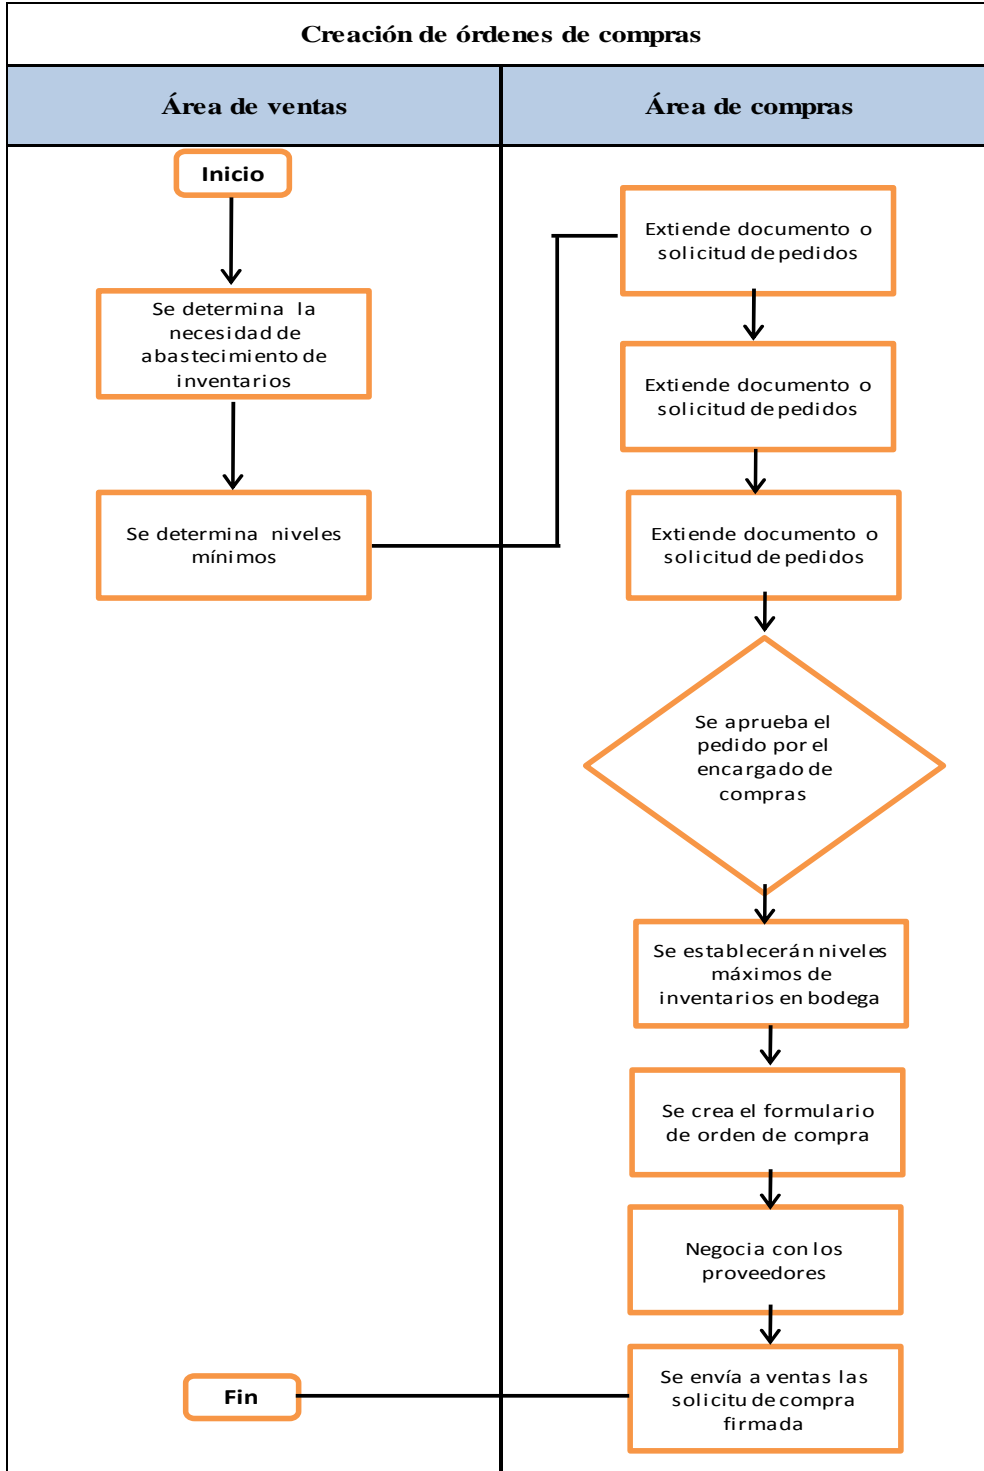 Creación de órdenes de compras
Área de ventas
Área de compras
Inicio
Se determina la
necesidad de
abastecimiento de
inventarios
Se determina niveles
mínimos
Extiende documento o
solicitud de pedidos
Extiende documento o
solicitud de pedidos
Extiende documento o
solicitud de pedidos
Se aprueba el
pedido por el
encargado de
compras
Se establecerán niveles
máximos de
inventarios en bodega
Se crea el formulario
de orden de compra
Negocia con los
proveedores
Se envía a ventas las
solicitu de compra
firmada
Fin